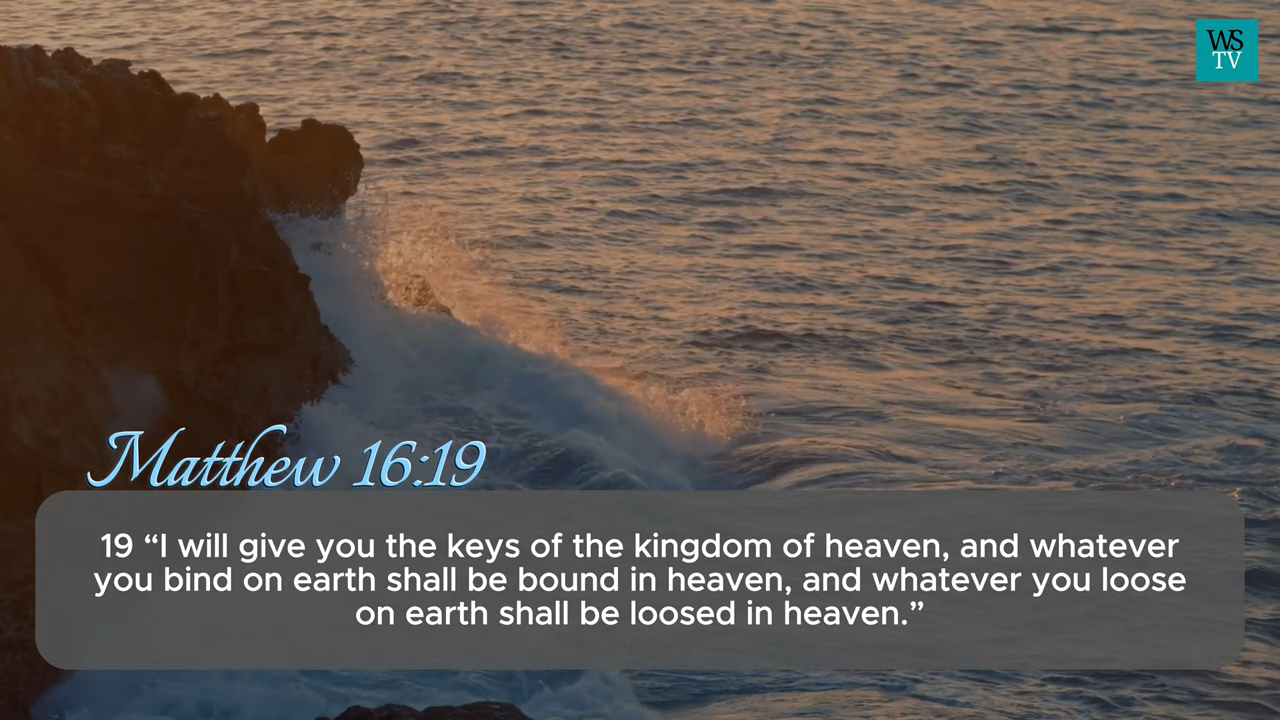 WS
TV
Matthew 16:19
19 “I will give you the keys of the kingdom of heaven, and whatever
you bind on earth shall be bound in heaven, and whatever you loose
on earth shall be loosed in heaven.”